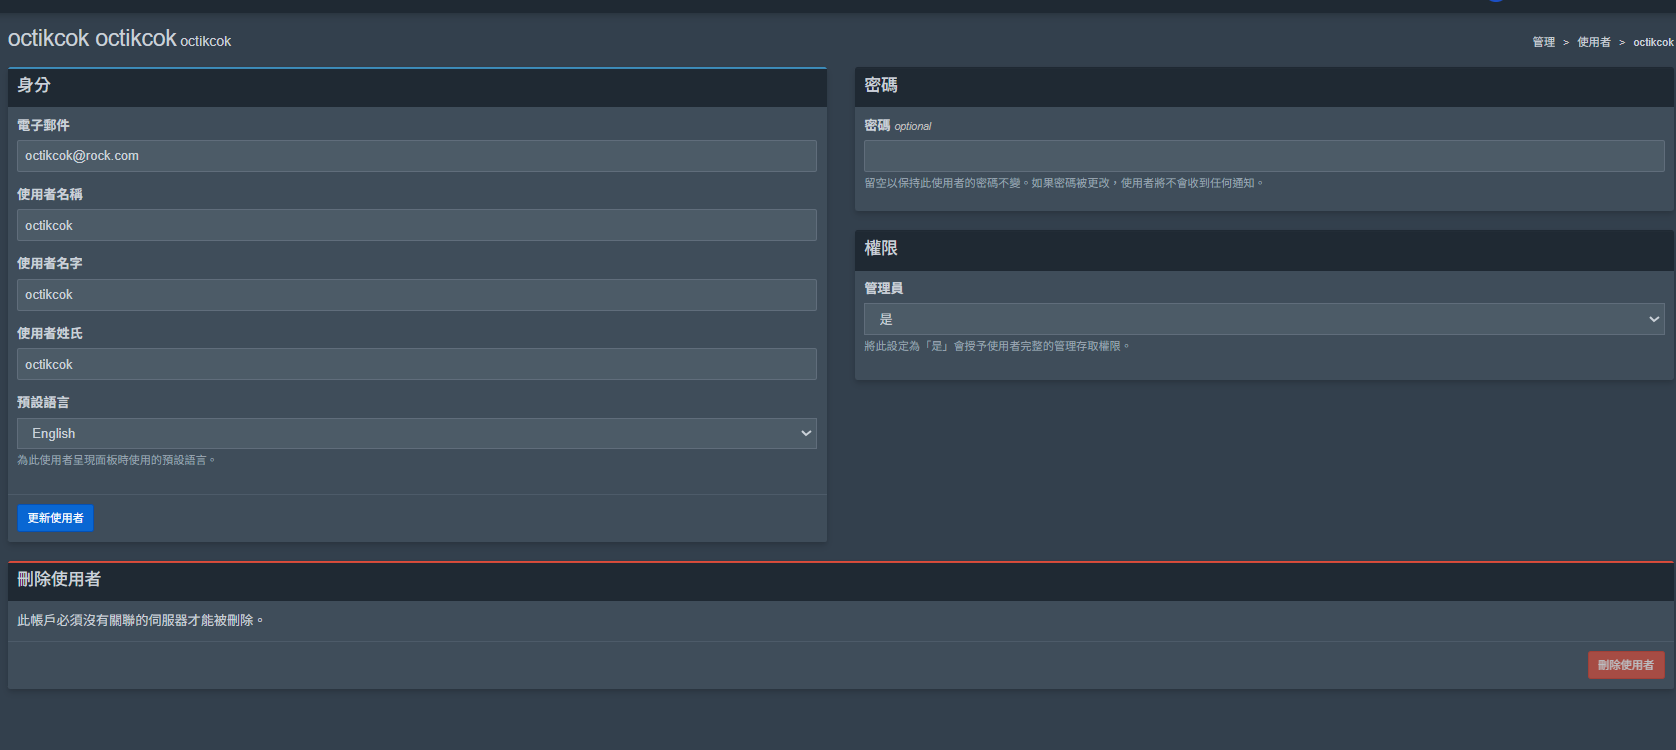 octikcok octikcok octikcok
管理 > 使用者 > octikcok
身分
電子郵件
octikcok@rock.com
使用者名稱
octikcok
使用者名字
octikcok
使用者姓氏
octikcok
預設語言
English
為此使用者呈現面板時使用的預設語言。
更新使用者
密碼
密碼 optional
留空以保持此使用者的密碼不變。如果密碼被更改，使用者將不會收到任何通知。
權限
管理員
是
將此設定為「是」會授予使用者完整的管理存取權限。
刪除使用者
此帳戶必須沒有關聯的伺服器才能被刪除。
刪除使用者